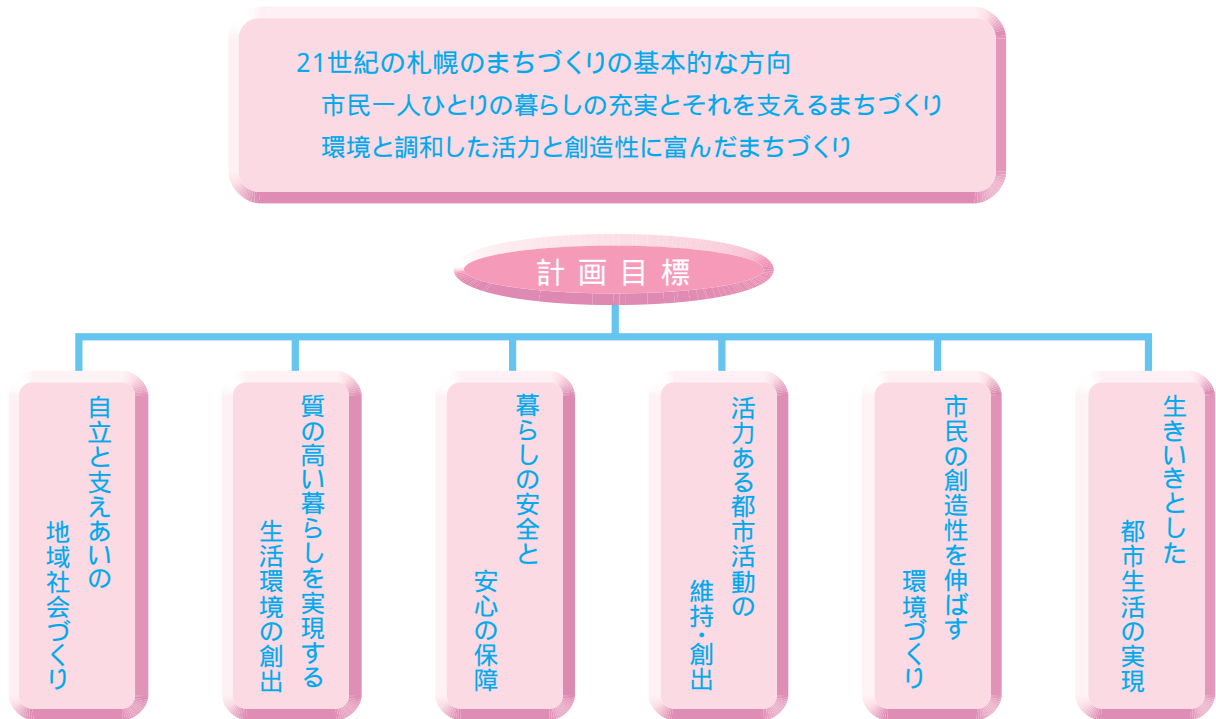 21世紀の札幌のまちづくりの基本的な方向
市民一人ひとりの暮らしの充実とそれを支えるまちづくり
環境と調和した活力と創造性に富んだまちづくり
計画目標
自立と支えあいの
地域社会づくり
質の高い暮らしを実現する
生活環境の創出
暮らしの安全と
安心の保障
活力ある都市活動の
維持・創出
市民の創造性を伸ばす
環境づくり
生きいきとした
都市生活の実現